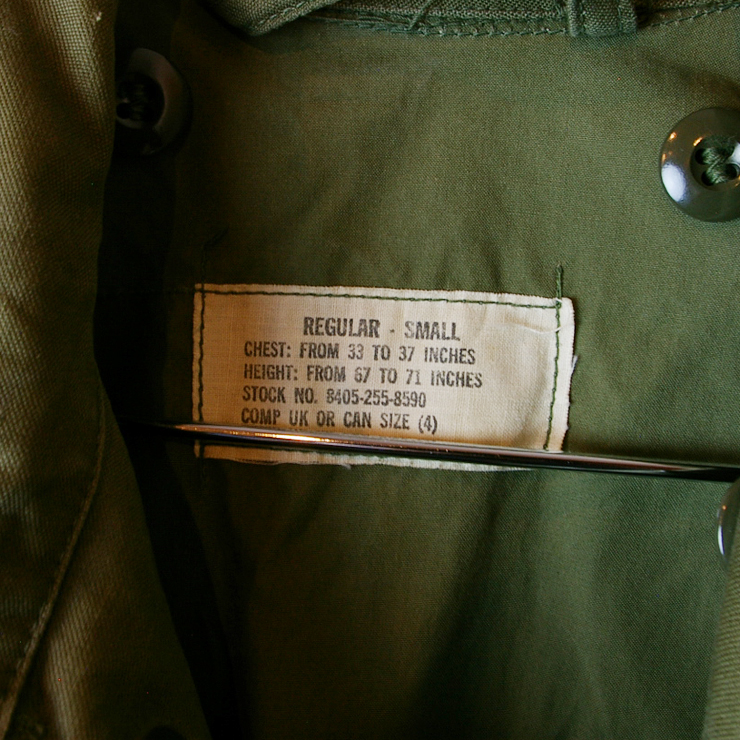 REGULAR - SMALL
CHEST: FROM 33 TO 37 INCHES
HEIGHT: FROM 67 TO 71 INCHES
STOCK NO. 8405-255-8590
COMP UK OR CAN SIZE (4)